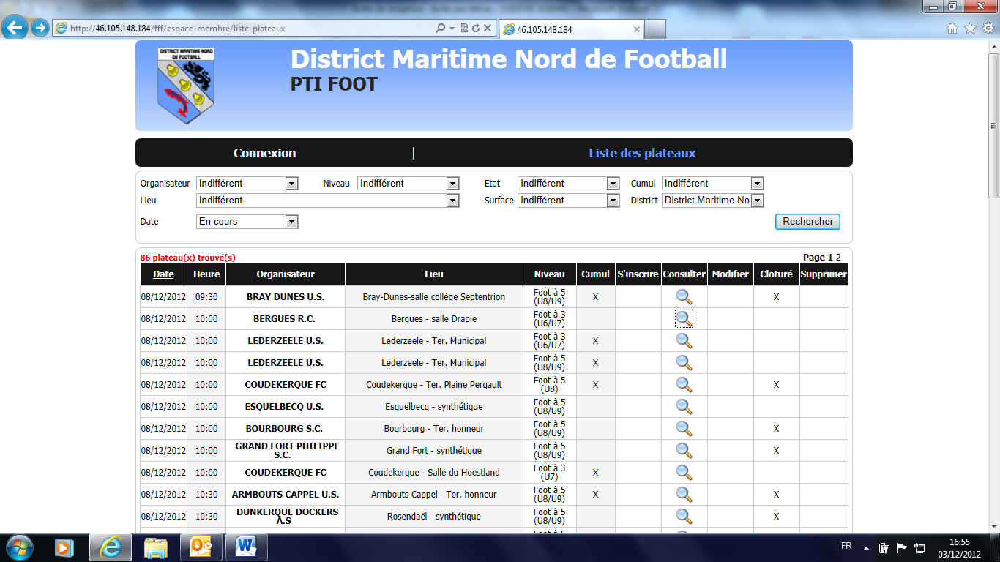 http://46.105.148.184/fff/espace-membre/liste-plateaux
46.105.148.184
DISTRICT MARITIME NORD
DE FOOTBALL
District Maritime Nord de Football
PTI FOOT
Connexion | Liste des plateaux
Organisateur Indifférent Niveau Indifférent Etat Indifférent Cumul Indifférent
Lieu Indifférent Surface Indifférent District District Maritime No
Date En cours Rechercher
86 plateau(x) trouvé(s) Page 1 2
Date Heure Organisateur Lieu Niveau Cumul S'inscrire Consulter Modifier Cloturé Supprimer
08/12/2012 09:30 BRAY DUNES U.S. Bray-Dunes-salle collège Septentrion Foot à 5 (U8/U9) X X
08/12/2012 10:00 BERGUES R.C. Bergues - salle Drapie Foot à 3 (U6/U7)
08/12/2012 10:00 LEDERZEELE U.S. Lederzeele - Ter. Municipal Foot à 3 (U6/U7) X
08/12/2012 10:00 LEDERZEELE U.S. Lederzeele - Ter. Municipal Foot à 5 (U8/U9) X
08/12/2012 10:00 COUDEKERQUE FC Coudekerque - Ter. Plaine Pergault Foot à 5 (U8) X X
08/12/2012 10:00 ESQUELBECQ U.S. Esquelbecq - synthétique Foot à 5 (U8/U9)
08/12/2012 10:00 BOURBOURG S.C. Bourbourg - Ter. honneur Foot à 5 (U8/U9) X
08/12/2012 10:00 GRAND FORT PHILIPPE S.C. Grand Fort - synthétique Foot à 5 (U8/U9) X
08/12/2012 10:00 COUDEKERQUE FC Coudekerque - Salle du Hoestland Foot à 3 (U7) X
08/12/2012 10:30 ARMBOUTS CAPPEL U.S. Armbouts Cappel - Ter. honneur Foot à 5 (U8/U9) X X
08/12/2012 10:30 DUNKERQUE DOCKERS A.S Rosendaël - synthétique Foot à 5 (U8/U9) X
FR 16:55
03/12/2012